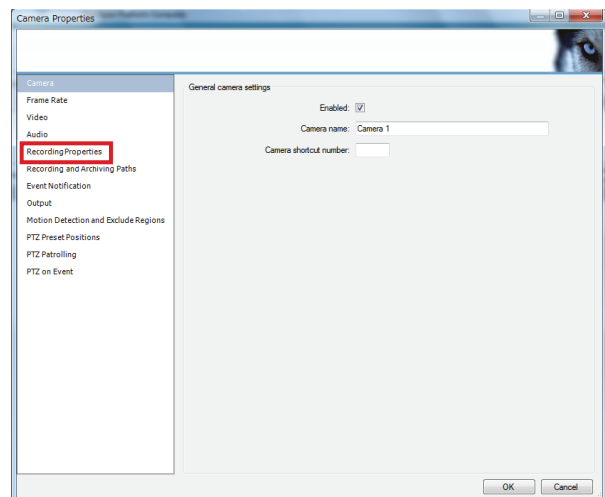 Camera Properties
Camera
Frame Rate
Video
Audio
Recording Properties
Recording and Archiving Paths
Event Notification
Output
Motion Detection and Exclude Regions
PTZ Preset Positions
PTZ Patrolling
PTZ on Event
General camera settings
Enabled:
Camera name: Camera 1
Camera shortcut number:
OK Cancel